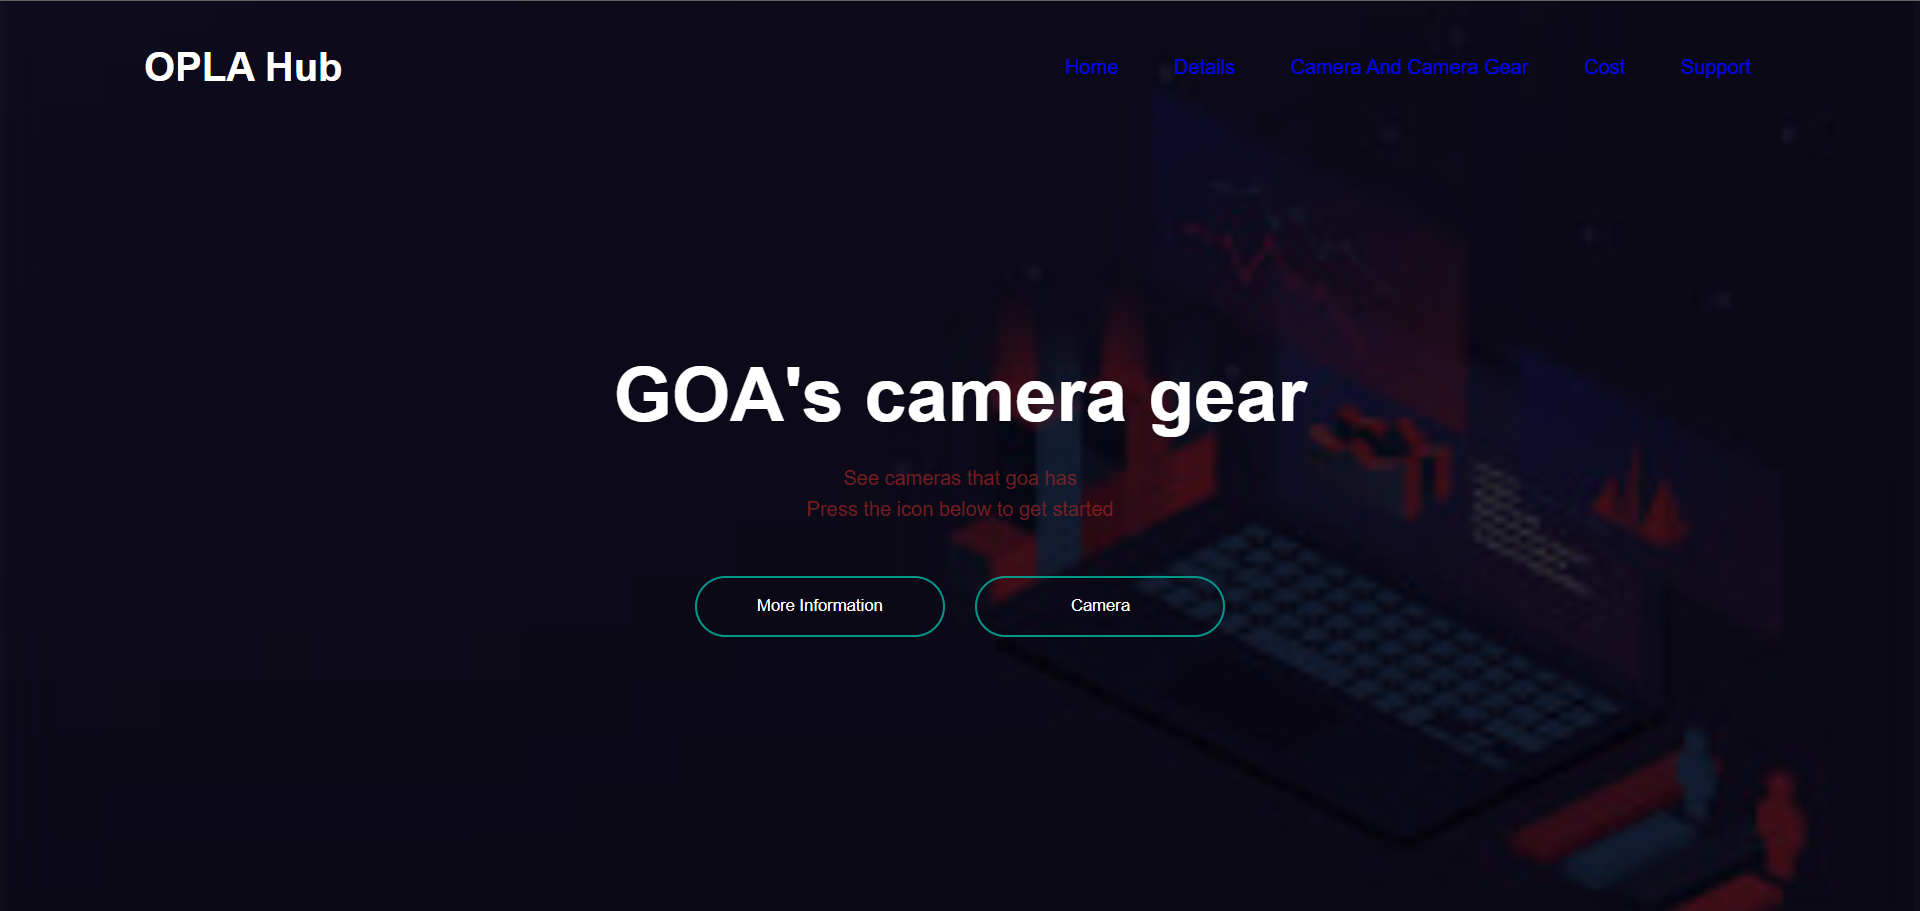 OPLA Hub
Home Details Camera And Camera Gear Cost Support
GOA's camera gear
See cameras that goa has
Press the icon below to get started
More Information Camera